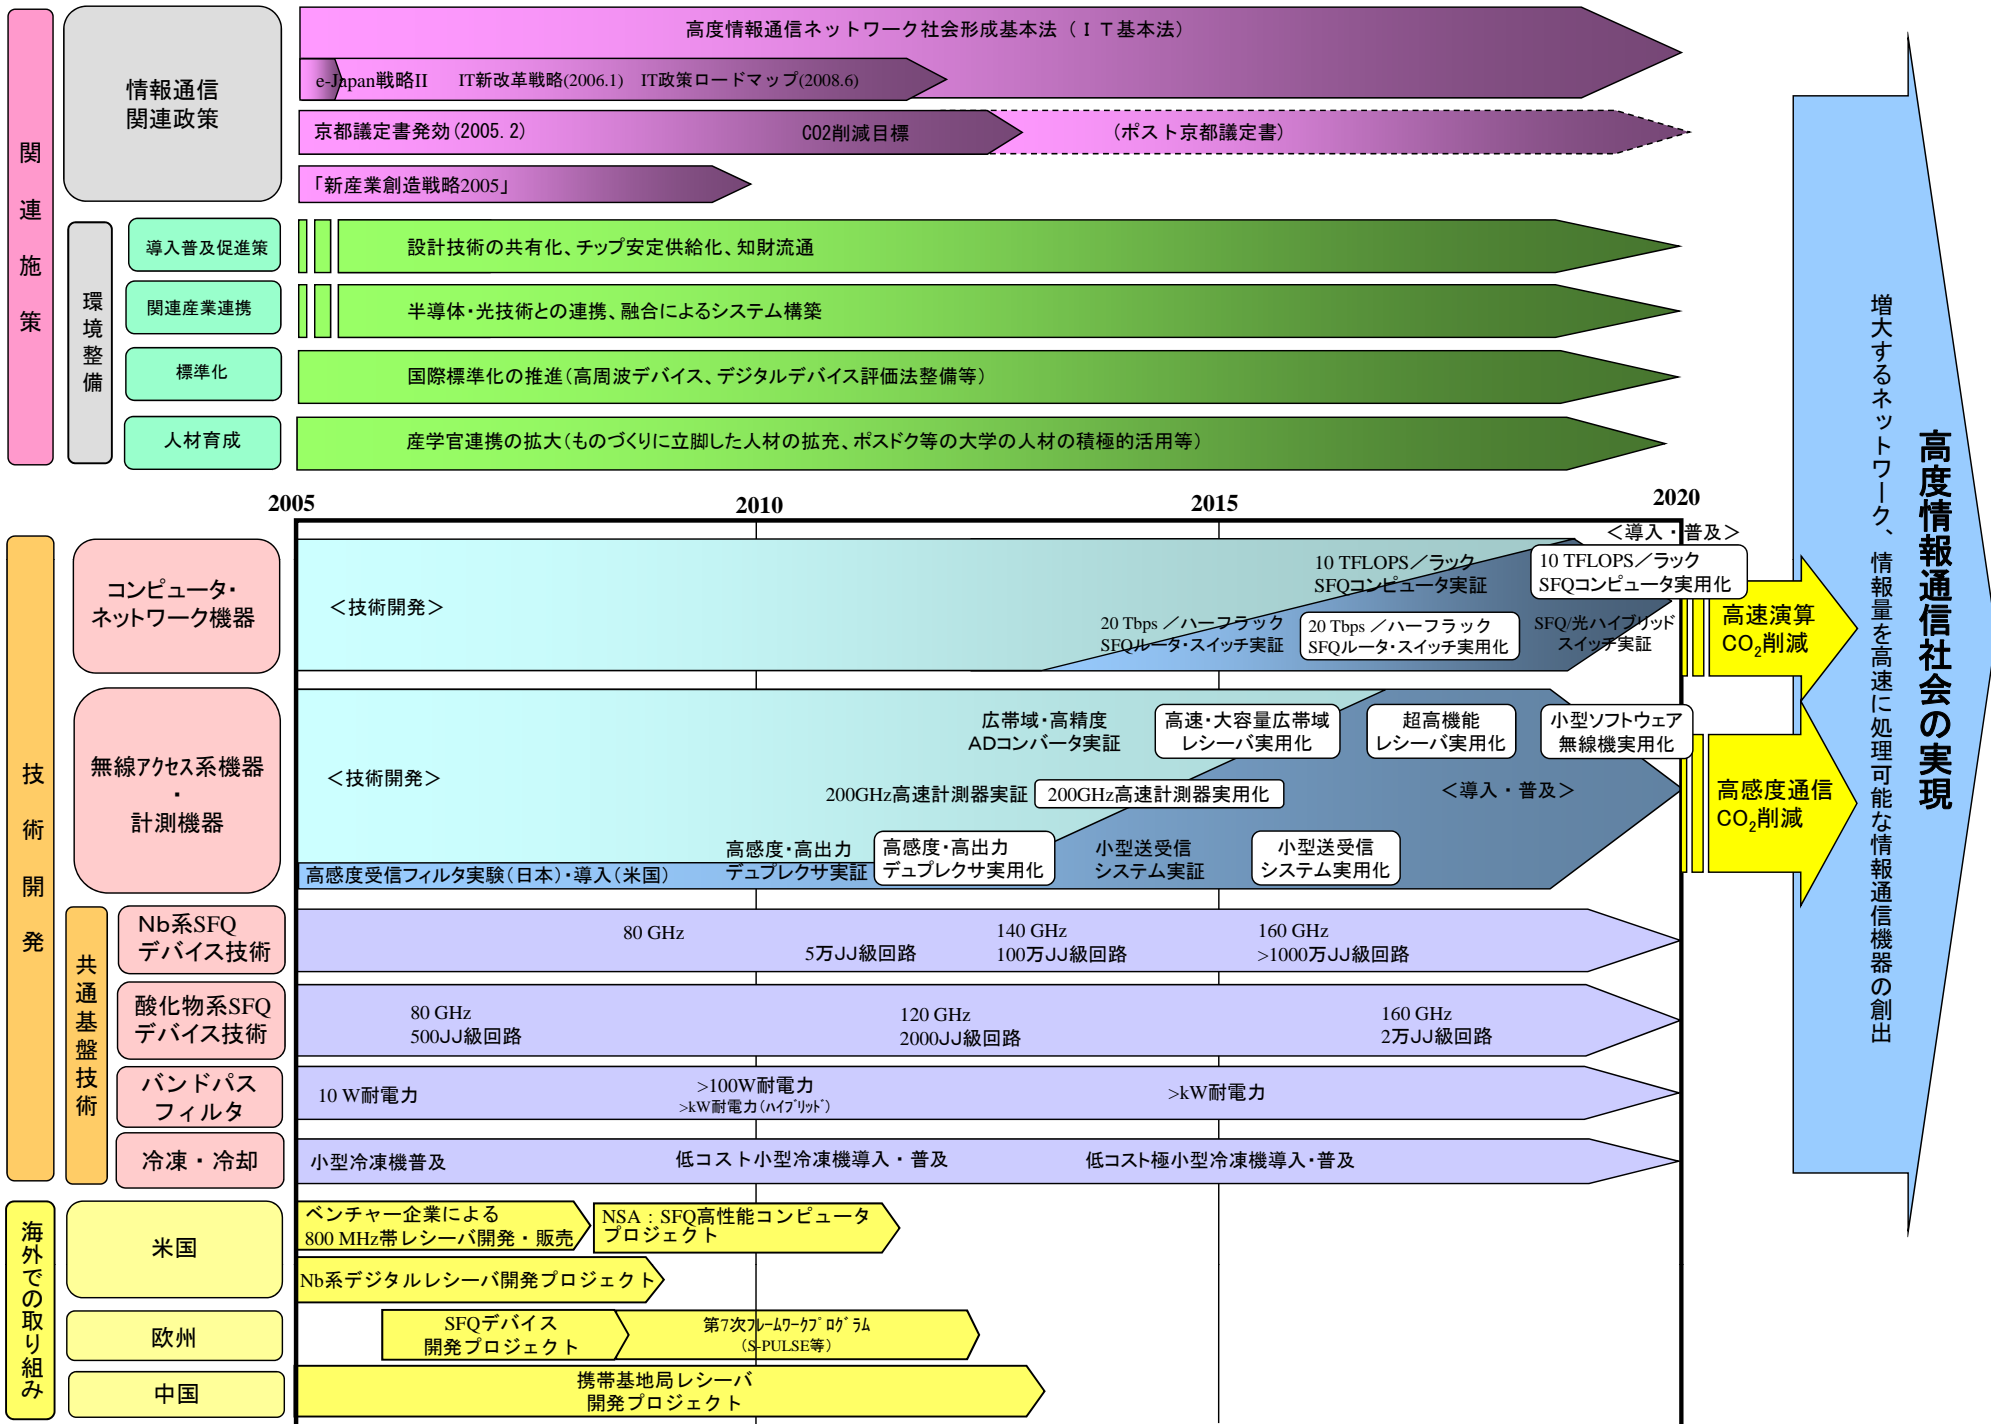 関連施策
情報通信
関連政策
高度情報通信ネットワーク社会形成基本法（ＩＴ基本法）
e-Japan戦略II IT新改革戦略(2006.1) IT政策ロードマップ(2008.6)
京都議定書発効(2005.2) CO2削減目標 (ポスト京都議定書)
「新産業創造戦略2005」
環境整備
導入普及促進策
設計技術の共有化、チップ安定供給化、知財流通
関連産業連携
半導体・光技術との連携、融合によるシステム構築
標準化
国際標準化の推進(高周波デバイス、デジタルデバイス評価法整備等)
人材育成
産学官連携の拡大(ものづくりに立脚した人材の拡充、ポスドク等の大学の人材の積極的活用等)
2005 2010 2015 2020
技術開発
コンピュータ・
ネットワーク機器
＜技術開発＞
＜導入・普及＞
10 TFLOPS／ラック
SFQコンピュータ実証
10 TFLOPS／ラック
SFQコンピュータ実用化
20 Tbps ／ハーフラック
SFQルータ・スイッチ実証
20 Tbps ／ハーフラック
SFQルータ・スイッチ実用化
SFQ/光ハイブリッド
スイッチ実証
高速演算
CO2削減
無線アクセス系機器
・
計測機器
＜技術開発＞
広帯域・高精度
ADコンバータ実証
高速・大容量広帯域
レシーバ実用化
超高機能
レシーバ実用化
小型ソフトウェア
無線機実用化
200GHz高速計測器実証
200GHz高速計測器実用化
＜導入・普及＞
高感度・高出力
デュプレクサ実証
高感度・高出力
デュプレクサ実用化
小型送受信
システム実証
小型送受信
システム実用化
高感度受信フィルタ実験(日本)・導入(米国)
高感度通信
CO2削減
共通基盤技術
Nb系SFQ
デバイス技術
80 GHz
5万JJ級回路
140 GHz
100万JJ級回路
160 GHz
>1000万JJ級回路
酸化物系SFQ
デバイス技術
80 GHz
500JJ級回路
120 GHz
2000JJ級回路
160 GHz
2万JJ級回路
バンドパス
フィルタ
10 W耐電力
>100W耐電力
>kW耐電力(ﾊｲﾌﾞﾘｯﾄﾞ)
>kW耐電力
冷凍・冷却
小型冷凍機普及
低コスト小型冷凍機導入・普及
低コスト極小型冷凍機導入・普及
海外での取り組み
米国
ベンチャー企業による
800 MHz帯レシーバ開発・販売
NSA：SFQ高性能コンピュータ
プロジェクト
Nb系デジタルレシーバ開発プロジェクト
欧州
SFQデバイス
開発プロジェクト
第7次ﾌﾚｰﾑﾜｰｸﾌﾟﾛｸﾞﾗﾑ
(S-PULSE等)
中国
携帯基地局レシーバ
開発プロジェクト
増大するネットワーク、情報量を高速に処理可能な情報通信機器の創出
高度情報通信社会の実現